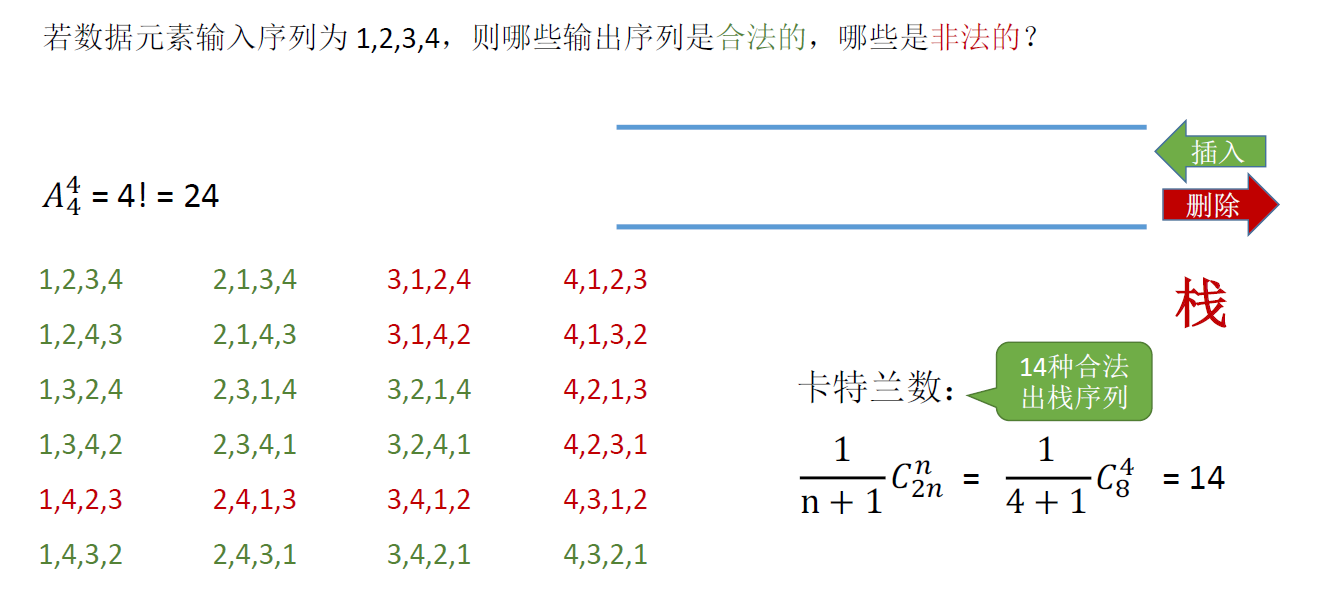 若数据元素输入序列为 1,2,3,4，则哪些输出序列是合法的，哪些是非法的？
插入
删除
A₄⁴ = 4! = 24
栈
1,2,3,4 2,1,3,4 3,1,2,4 4,1,2,3
1,2,4,3 2,1,4,3 3,1,4,2 4,1,3,2
1,3,2,4 2,3,1,4 3,2,1,4 4,2,1,3
1,3,4,2 2,3,4,1 3,2,4,1 4,2,3,1
1,4,2,3 2,4,1,3 3,4,1,2 4,3,1,2
1,4,3,2 2,4,3,1 3,4,2,1 4,3,2,1
14种合法
出栈序列
卡特兰数：
1/(n + 1) C₂ₙⁿ = 1/(4 + 1) C₈⁴ = 14